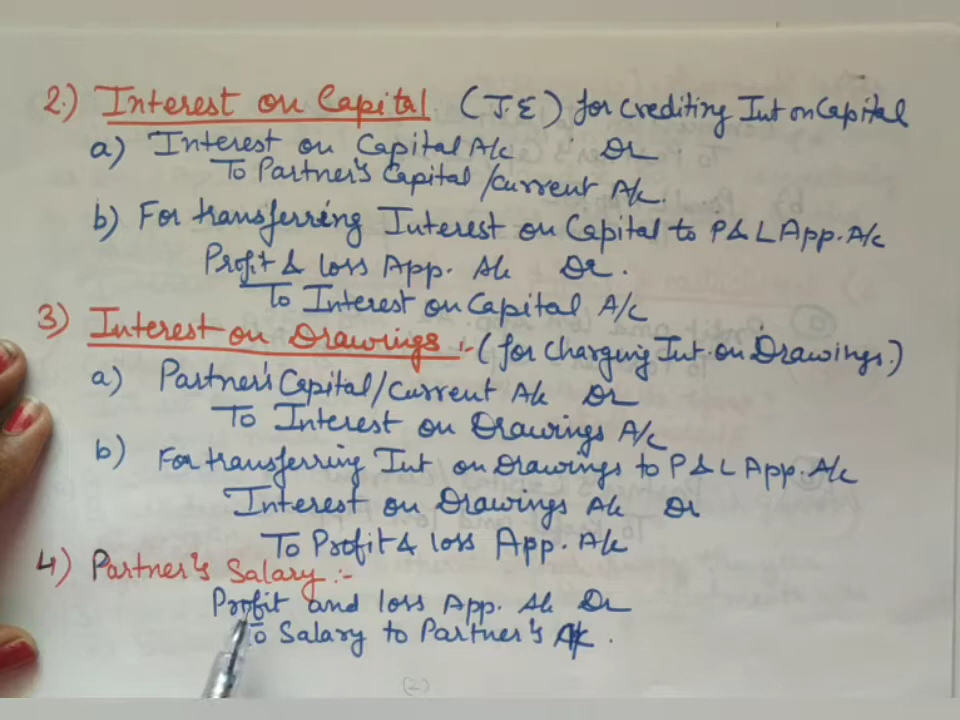 2.) Interest on Capital. (J.E) for crediting Int on Capital
a) Interest on Capital A/c Dr
To Partner's Capital/current A/c.
b) For transferring Interest on Capital to P & L App. A/c
Profit & loss App. A/c Dr.
To Interest on Capital A/c
3) Interest on Drawings :- (for charging Int. on Drawings.)
a) Partner's Capital/Current A/c Dr
To Interest on Drawings A/c
b) For transferring Int on Drawings to P & L App. A/c
Interest on Drawings A/c Dr
To Profit & loss App. A/c
4) Partner's Salary :-
Profit and loss App. A/c Dr
To Salary to Partner's A/c.
(2)